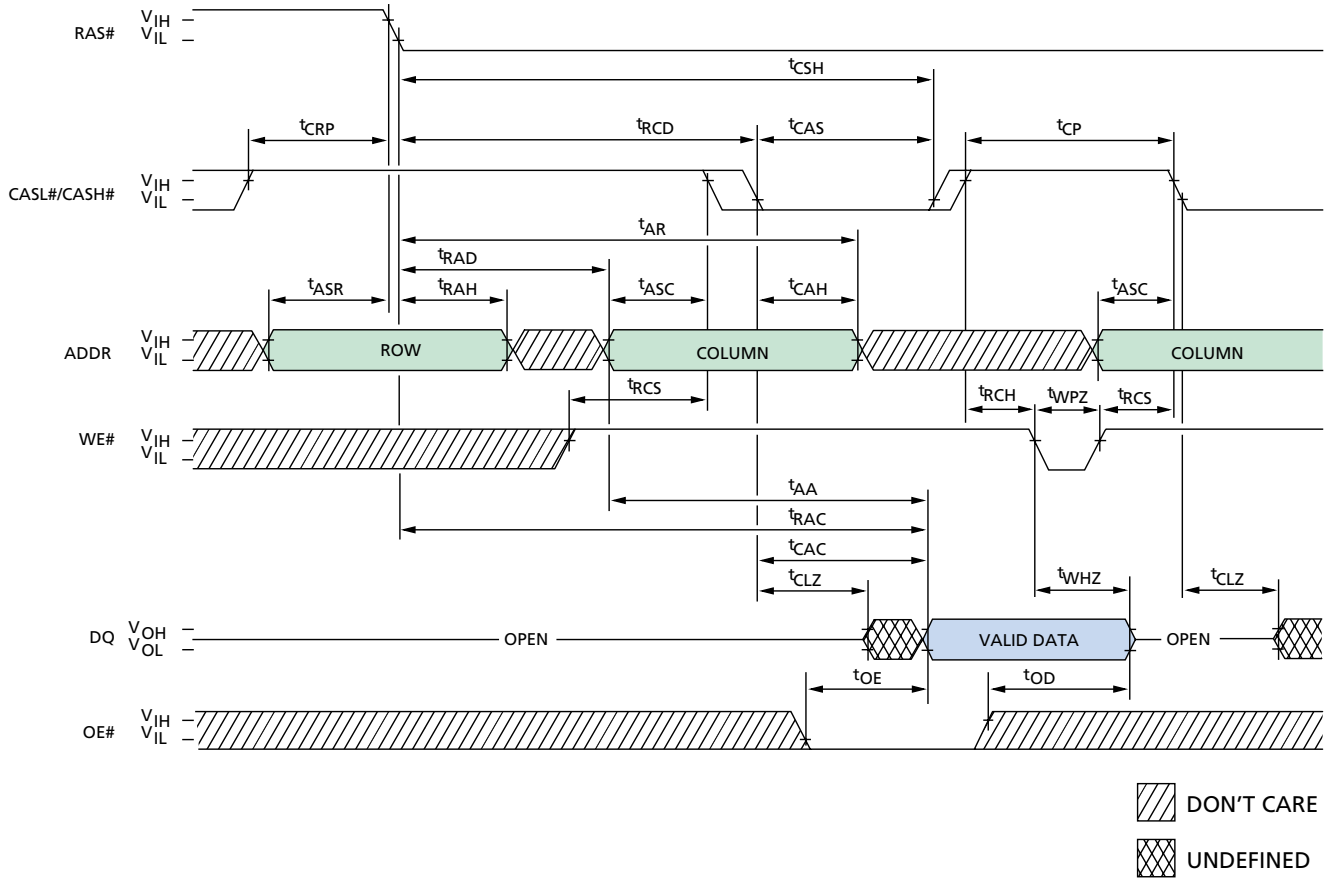 RAS# VIH
VIL
tCSH
tCRP tRCD tCAS tCP
CASL#/CASH# VIH
VIL
tAR
tRAD
tASR tRAH tASC tCAH tASC
ADDR VIH
VIL
ROW COLUMN COLUMN
tRCS tRCH tWPZ tRCS
WE# VIH
VIL
tAA
tRAC
tCAC
tCLZ tWHZ tCLZ
DQ VOH
VOL
OPEN VALID DATA OPEN
tOE tOD
OE# VIH
VIL
DON'T CARE
UNDEFINED